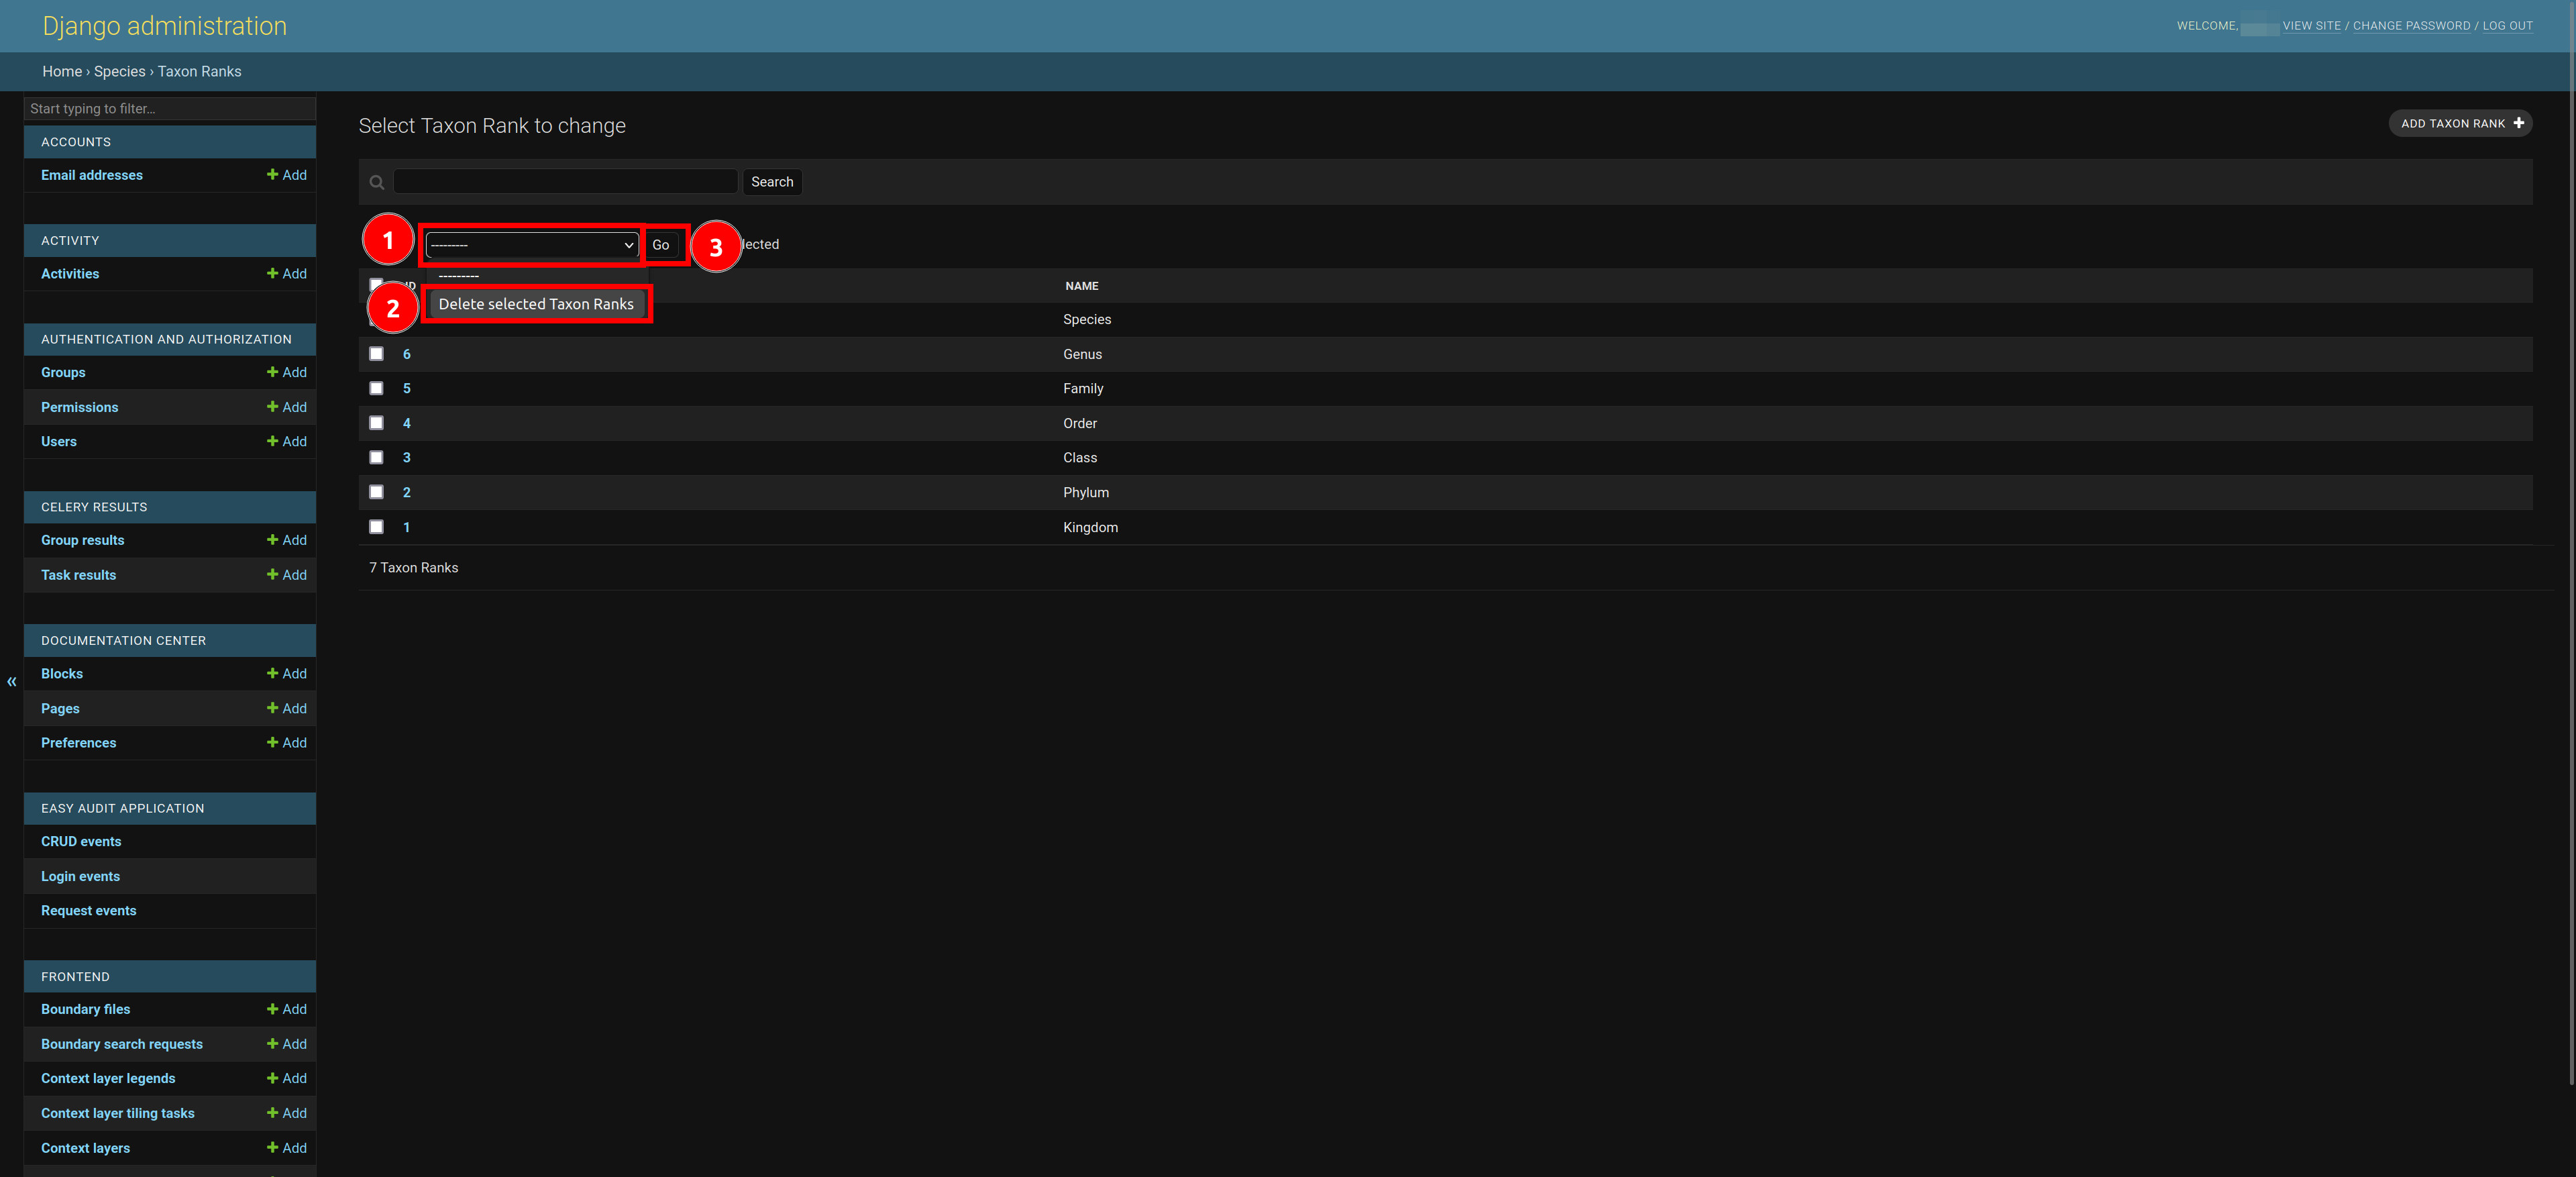 Django administration
WELCOME, VIEW SITE / CHANGE PASSWORD / LOG OUT
Home › Species › Taxon Ranks
Start typing to filter...
ACCOUNTS
Email addresses
Add
ACTIVITY
Activities
Add
AUTHENTICATION AND AUTHORIZATION
Groups
Add
Permissions
Add
Users
Add
CELERY RESULTS
Group results
Add
Task results
Add
DOCUMENTATION CENTER
Blocks
Add
Pages
Add
Preferences
Add
EASY AUDIT APPLICATION
CRUD events
Login events
Request events
FRONTEND
Boundary files
Add
Boundary search requests
Add
Context layer legends
Add
Context layer tiling tasks
Add
Context layers
Add
«
Select Taxon Rank to change
ADD TAXON RANK +
Search
1
---------
Go
3
lected
---------
2
Delete selected Taxon Ranks
NAME
Species
6 Genus
5 Family
4 Order
3 Class
2 Phylum
1 Kingdom
7 Taxon Ranks